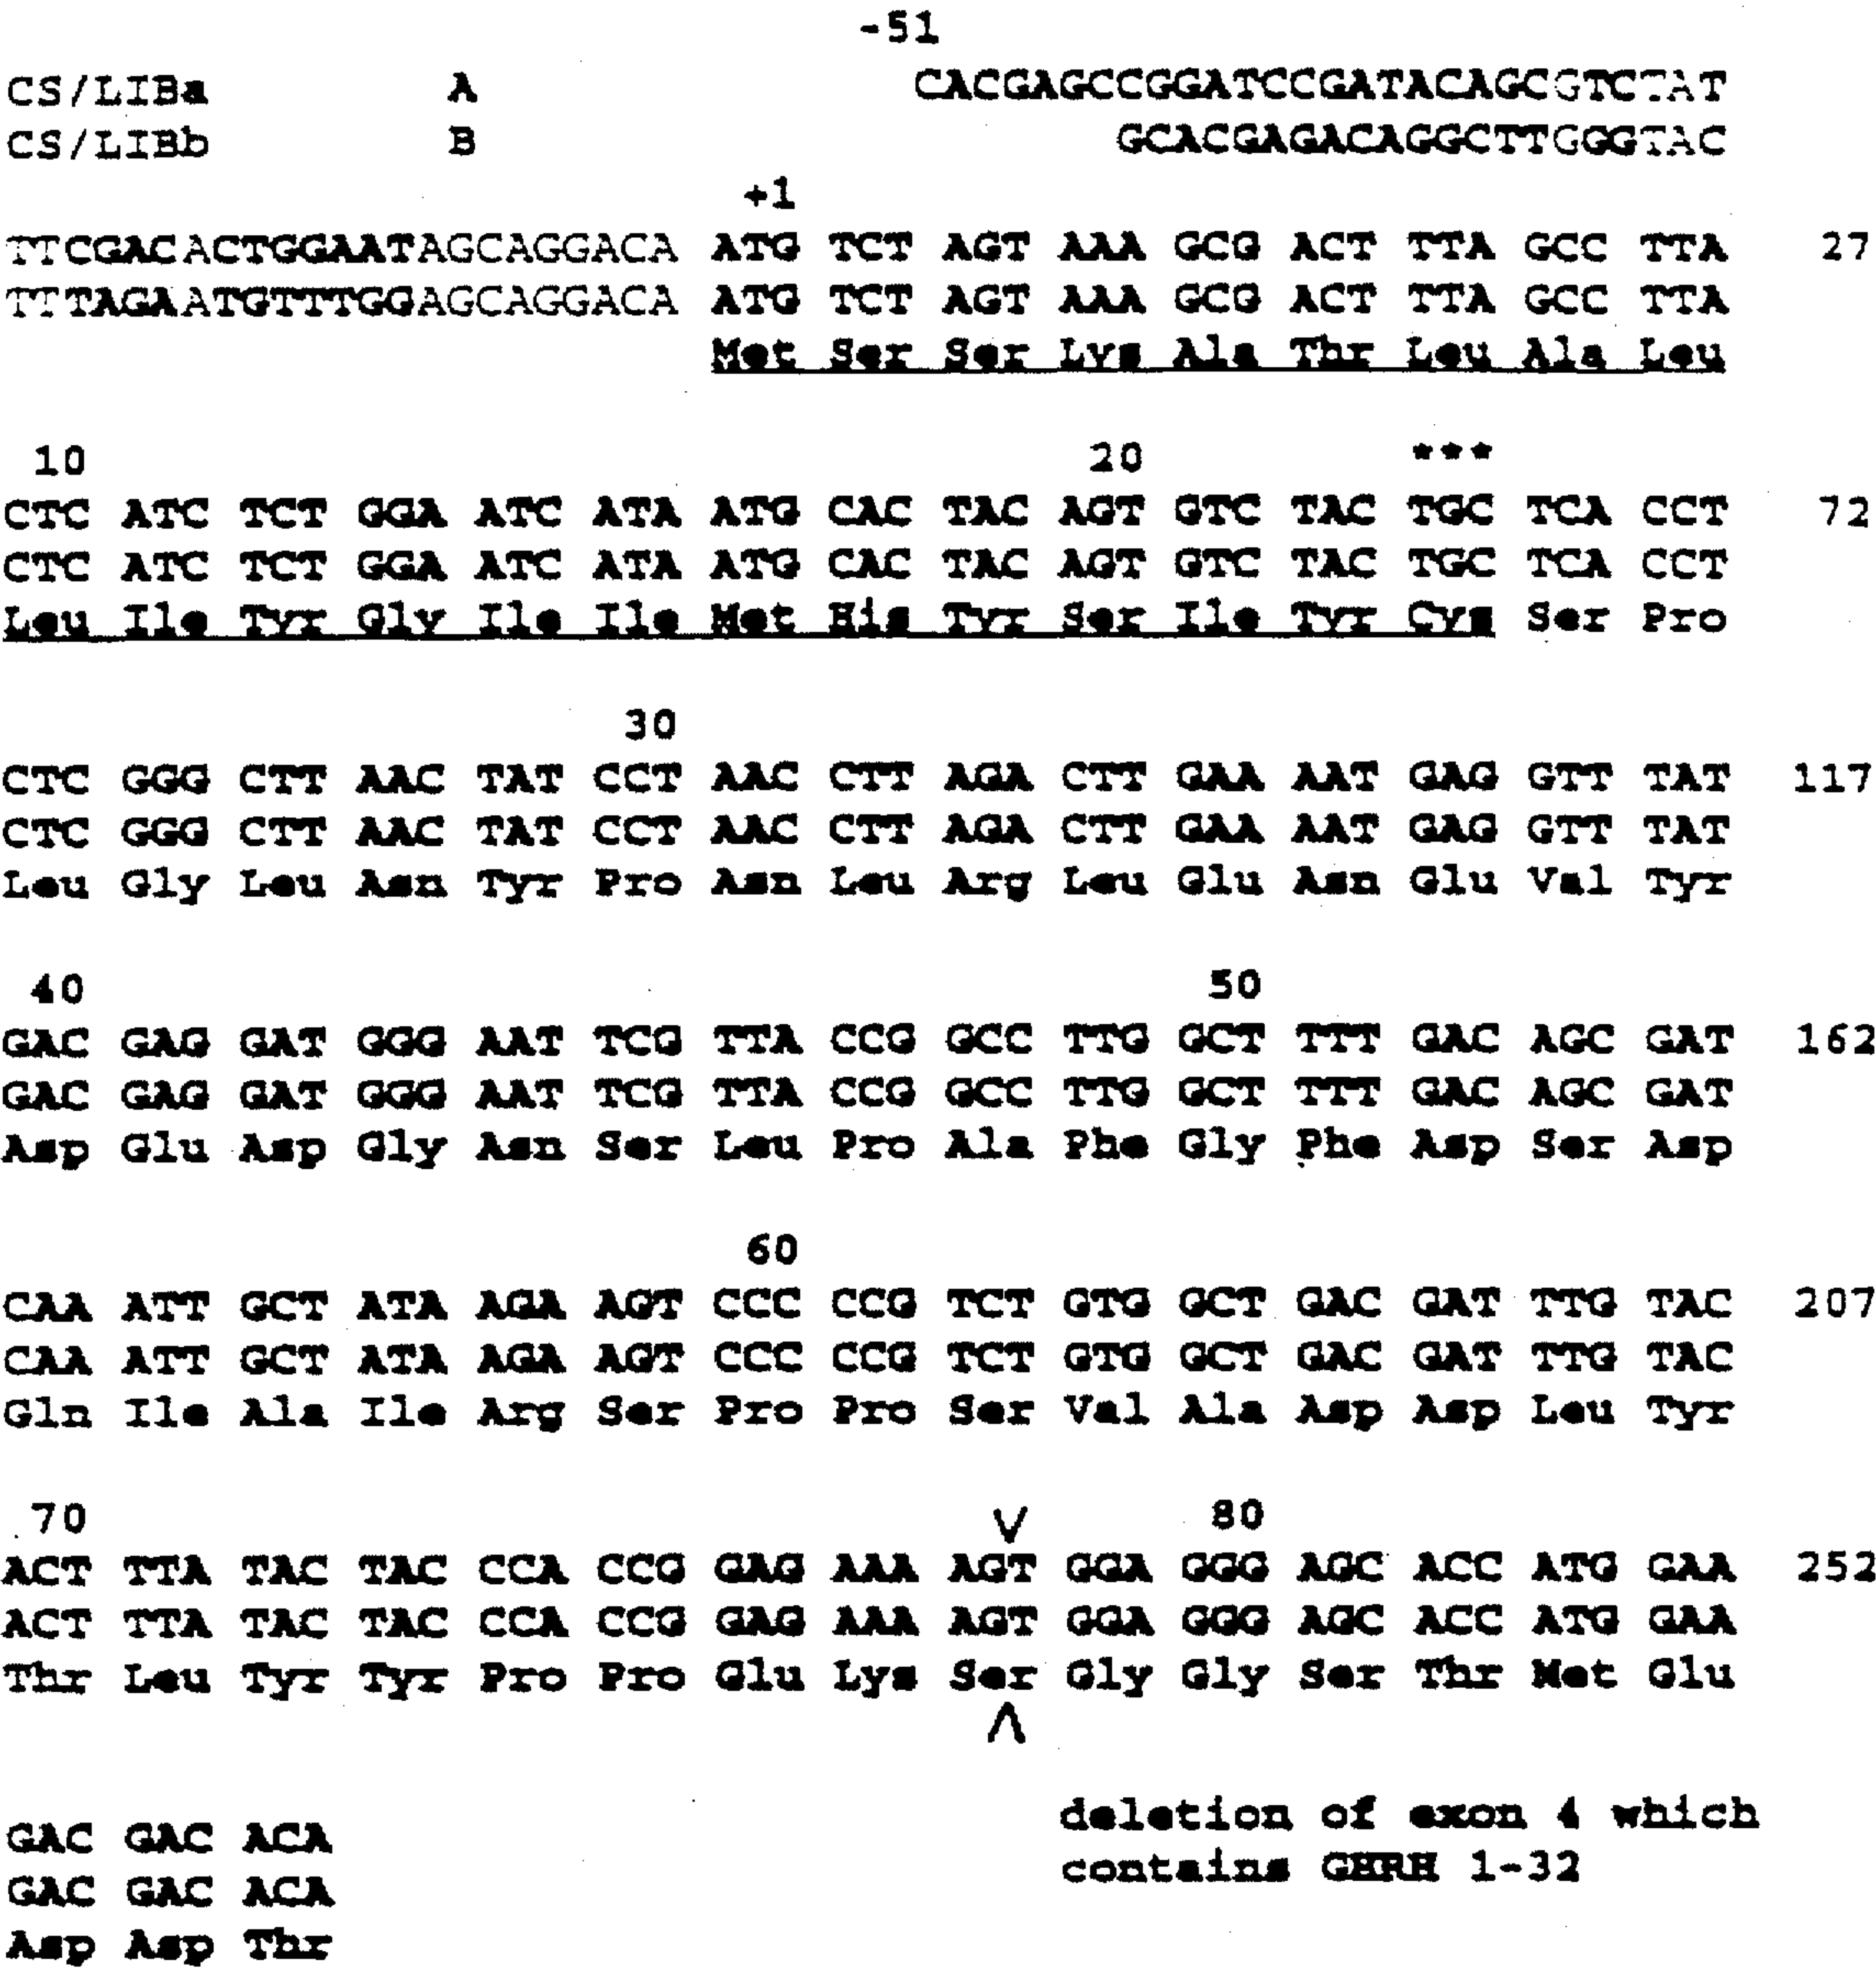 -51
CS/LIBa A CACGAGCCGGATCCGATACAGCGTCTAT
CS/LIBb B GCACGAGACAGGCTTGGGTAC
+1
TTCGACACTGGAATAGCAGGACA ATG TCT AGT AAA GCG ACT TTA GCC TTA 27
TTTAGAATGTTTGGAGCAGGACA ATG TCT AGT AAA GCG ACT TTA GCC TTA
Met Ser Ser Lys Ala Thr Leu Ala Leu
10 20 ***
CTC ATC TCT GGA ATC ATA ATG CAC TAC AGT GTC TAC TGC TCA CCT 72
CTC ATC TCT GGA ATC ATA ATG CAC TAC AGT GTC TAC TGC TCA CCT
Leu Ile Tyr Gly Ile Ile Met His Tyr Ser Ile Tyr Cys Ser Pro
30
CTC GGG CTT AAC TAT CCT AAC CTT AGA CTT GAA AAT GAG GTT TAT 117
CTC GGG CTT AAC TAT CCT AAC CTT AGA CTT GAA AAT GAG GTT TAT
Leu Gly Leu Asn Tyr Pro Asn Leu Arg Leu Glu Asn Glu Val Tyr
40 50
GAC GAG GAT GGG AAT TCG TTA CCG GCC TTG GCT TTT GAC AGC GAT 162
GAC GAG GAT GGG AAT TCG TTA CCG GCC TTG GCT TTT GAC AGC GAT
Asp Glu Asp Gly Asn Ser Leu Pro Ala Phe Gly Phe Asp Ser Asp
60
CAA ATT GCT ATA AGA AGT CCC CCG TCT GTG GCT GAC GAT TTG TAC 207
CAA ATT GCT ATA AGA AGT CCC CCG TCT GTG GCT GAC GAT TTG TAC
Gln Ile Ala Ile Arg Ser Pro Pro Ser Val Ala Asp Asp Leu Tyr
70 V 80
ACT TTA TAC TAC CCA CCG GAG AAA AGT GGA GGG AGC ACC ATG GAA 252
ACT TTA TAC TAC CCA CCG GAG AAA AGT GGA GGG AGC ACC ATG GAA
Thr Leu Tyr Tyr Pro Pro Glu Lys Ser Gly Gly Ser Thr Met Glu
Λ
GAC GAC ACA
GAC GAC ACA
Asp Asp Thr
deletion of exon 4 which
contains GHRH 1-32